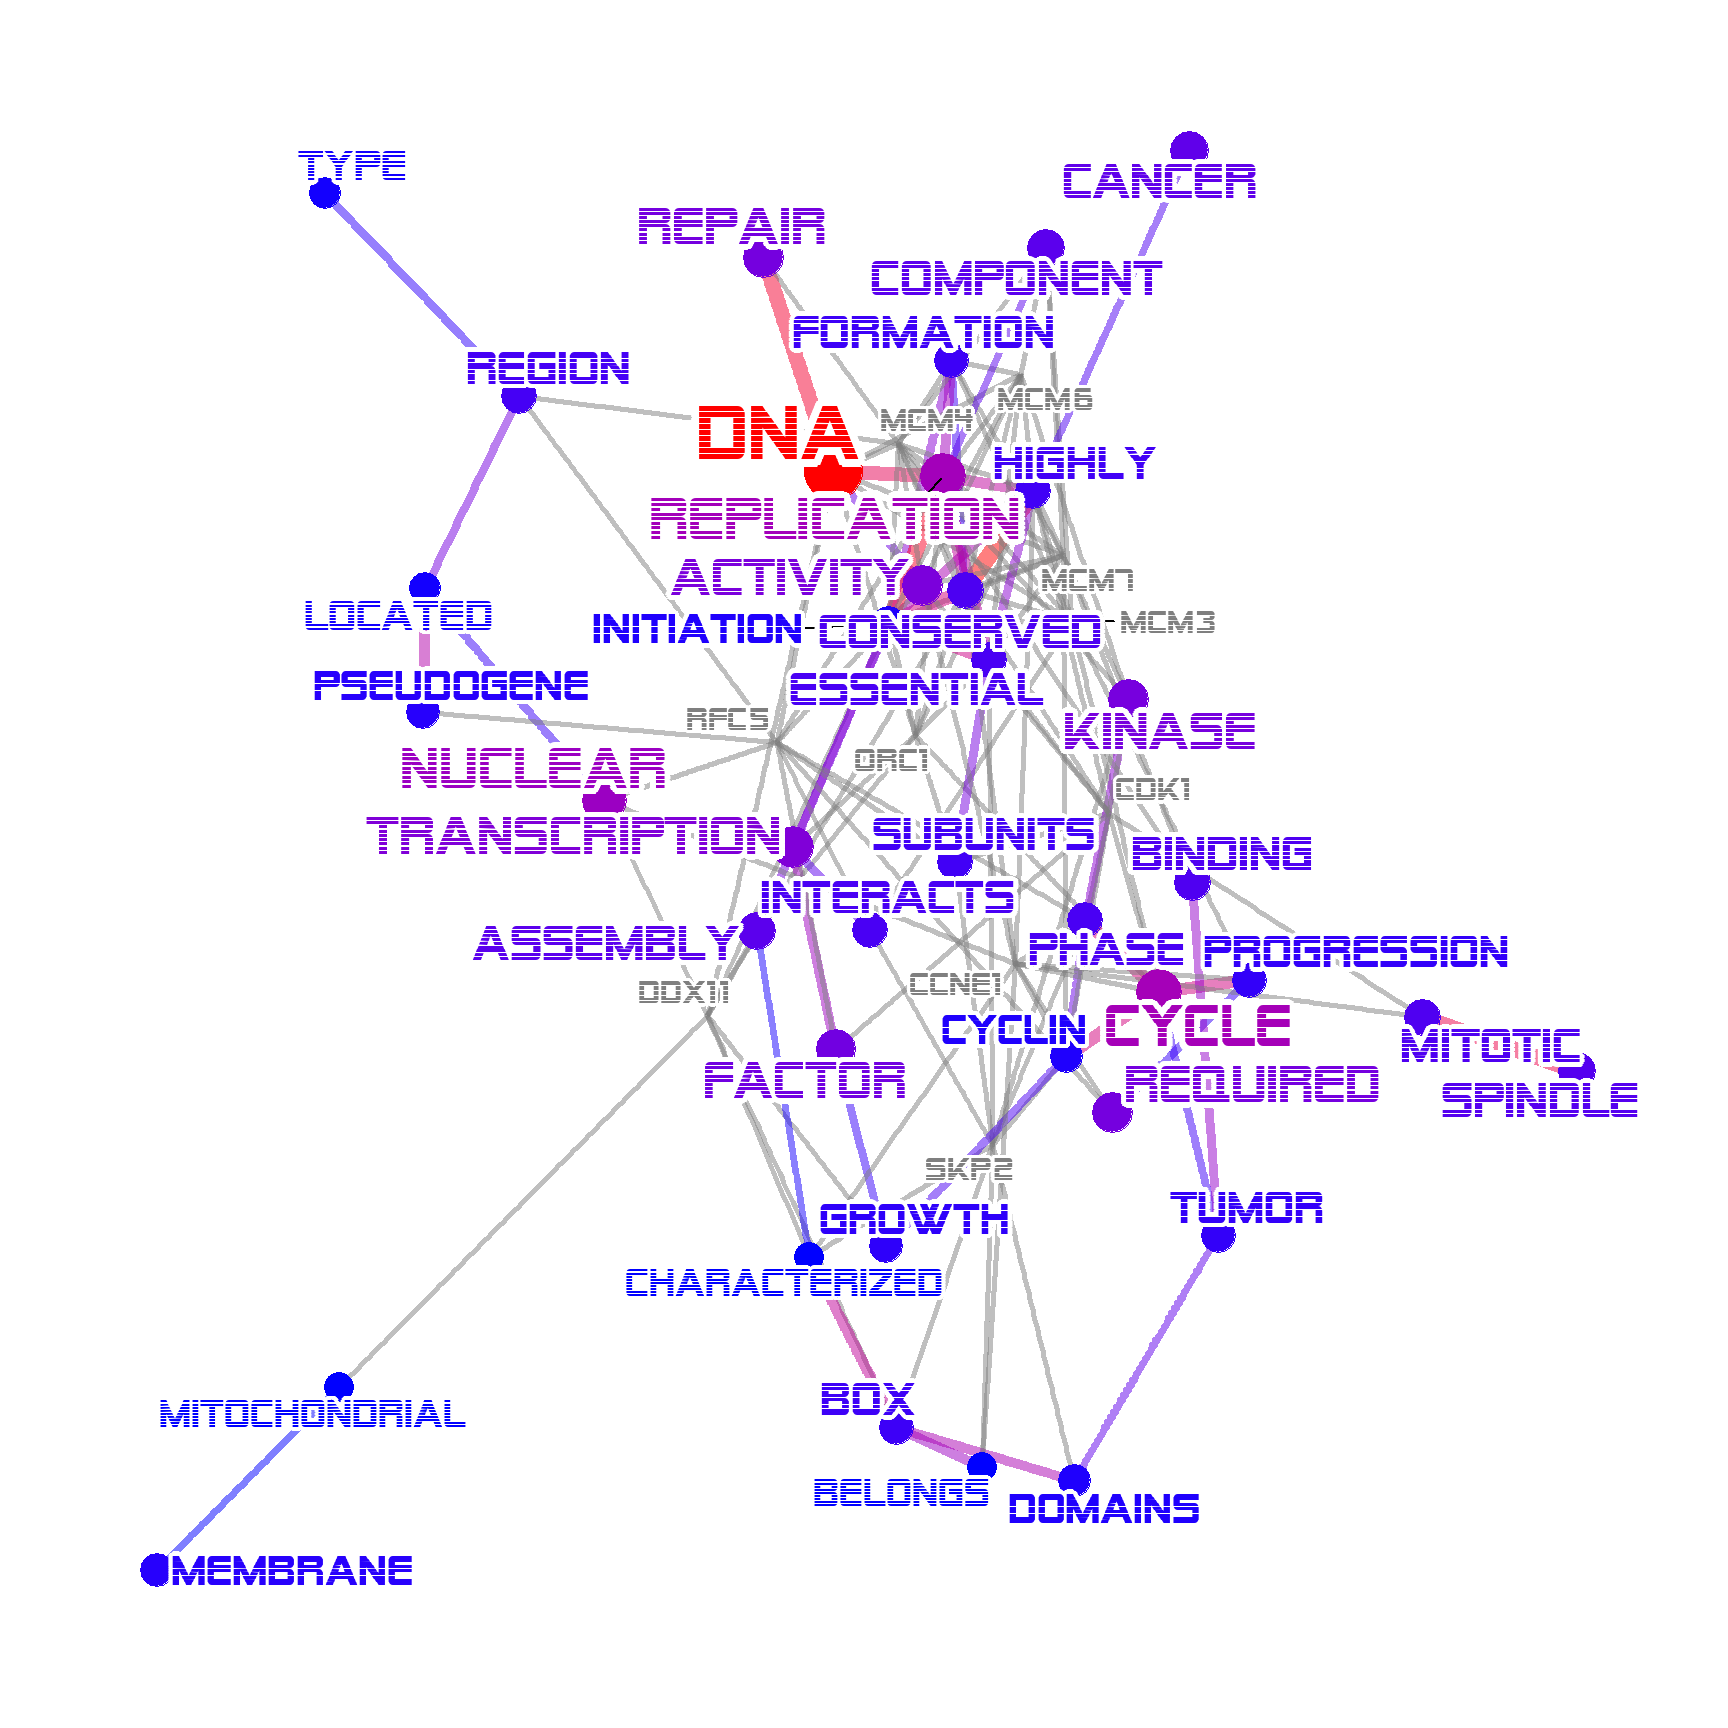 TYPE
CANCER
REPAIR
COMPONENT
FORMATION
REGION
MCM6
MCM4
DNA
HIGHLY
REPLICATION
ACTIVITY
MCM7
LOCATED
INITIATION
CONSERVED
MCM3
PSEUDOGENE
ESSENTIAL
RFC5
KINASE
ORC1
NUCLEAR
CDK1
TRANSCRIPTION
SUBUNITS
BINDING
INTERACTS
ASSEMBLY
PHASE
PROGRESSION
DDX11
CCNE1
CYCLIN
CYCLE
MITOTIC
FACTOR
REQUIRED
SPINDLE
SKP2
GROWTH
TUMOR
CHARACTERIZED
BOX
MITOCHONDRIAL
BELONGS
DOMAINS
MEMBRANE